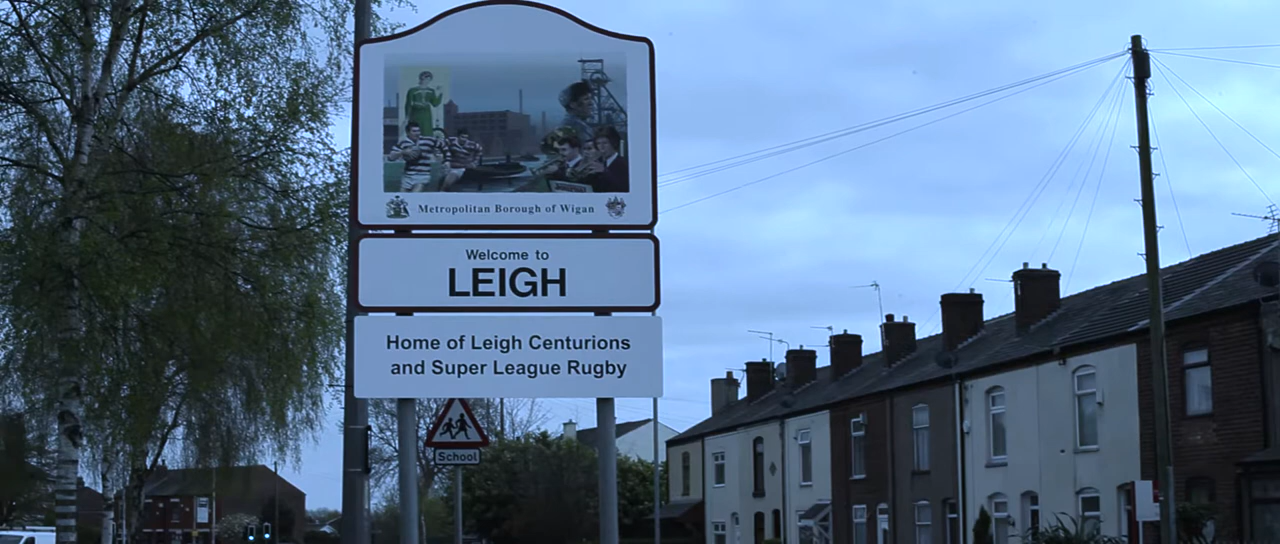 Metropolitan Borough of Wigan
Welcome to
LEIGH
Home of Leigh Centurions
and Super League Rugby
School